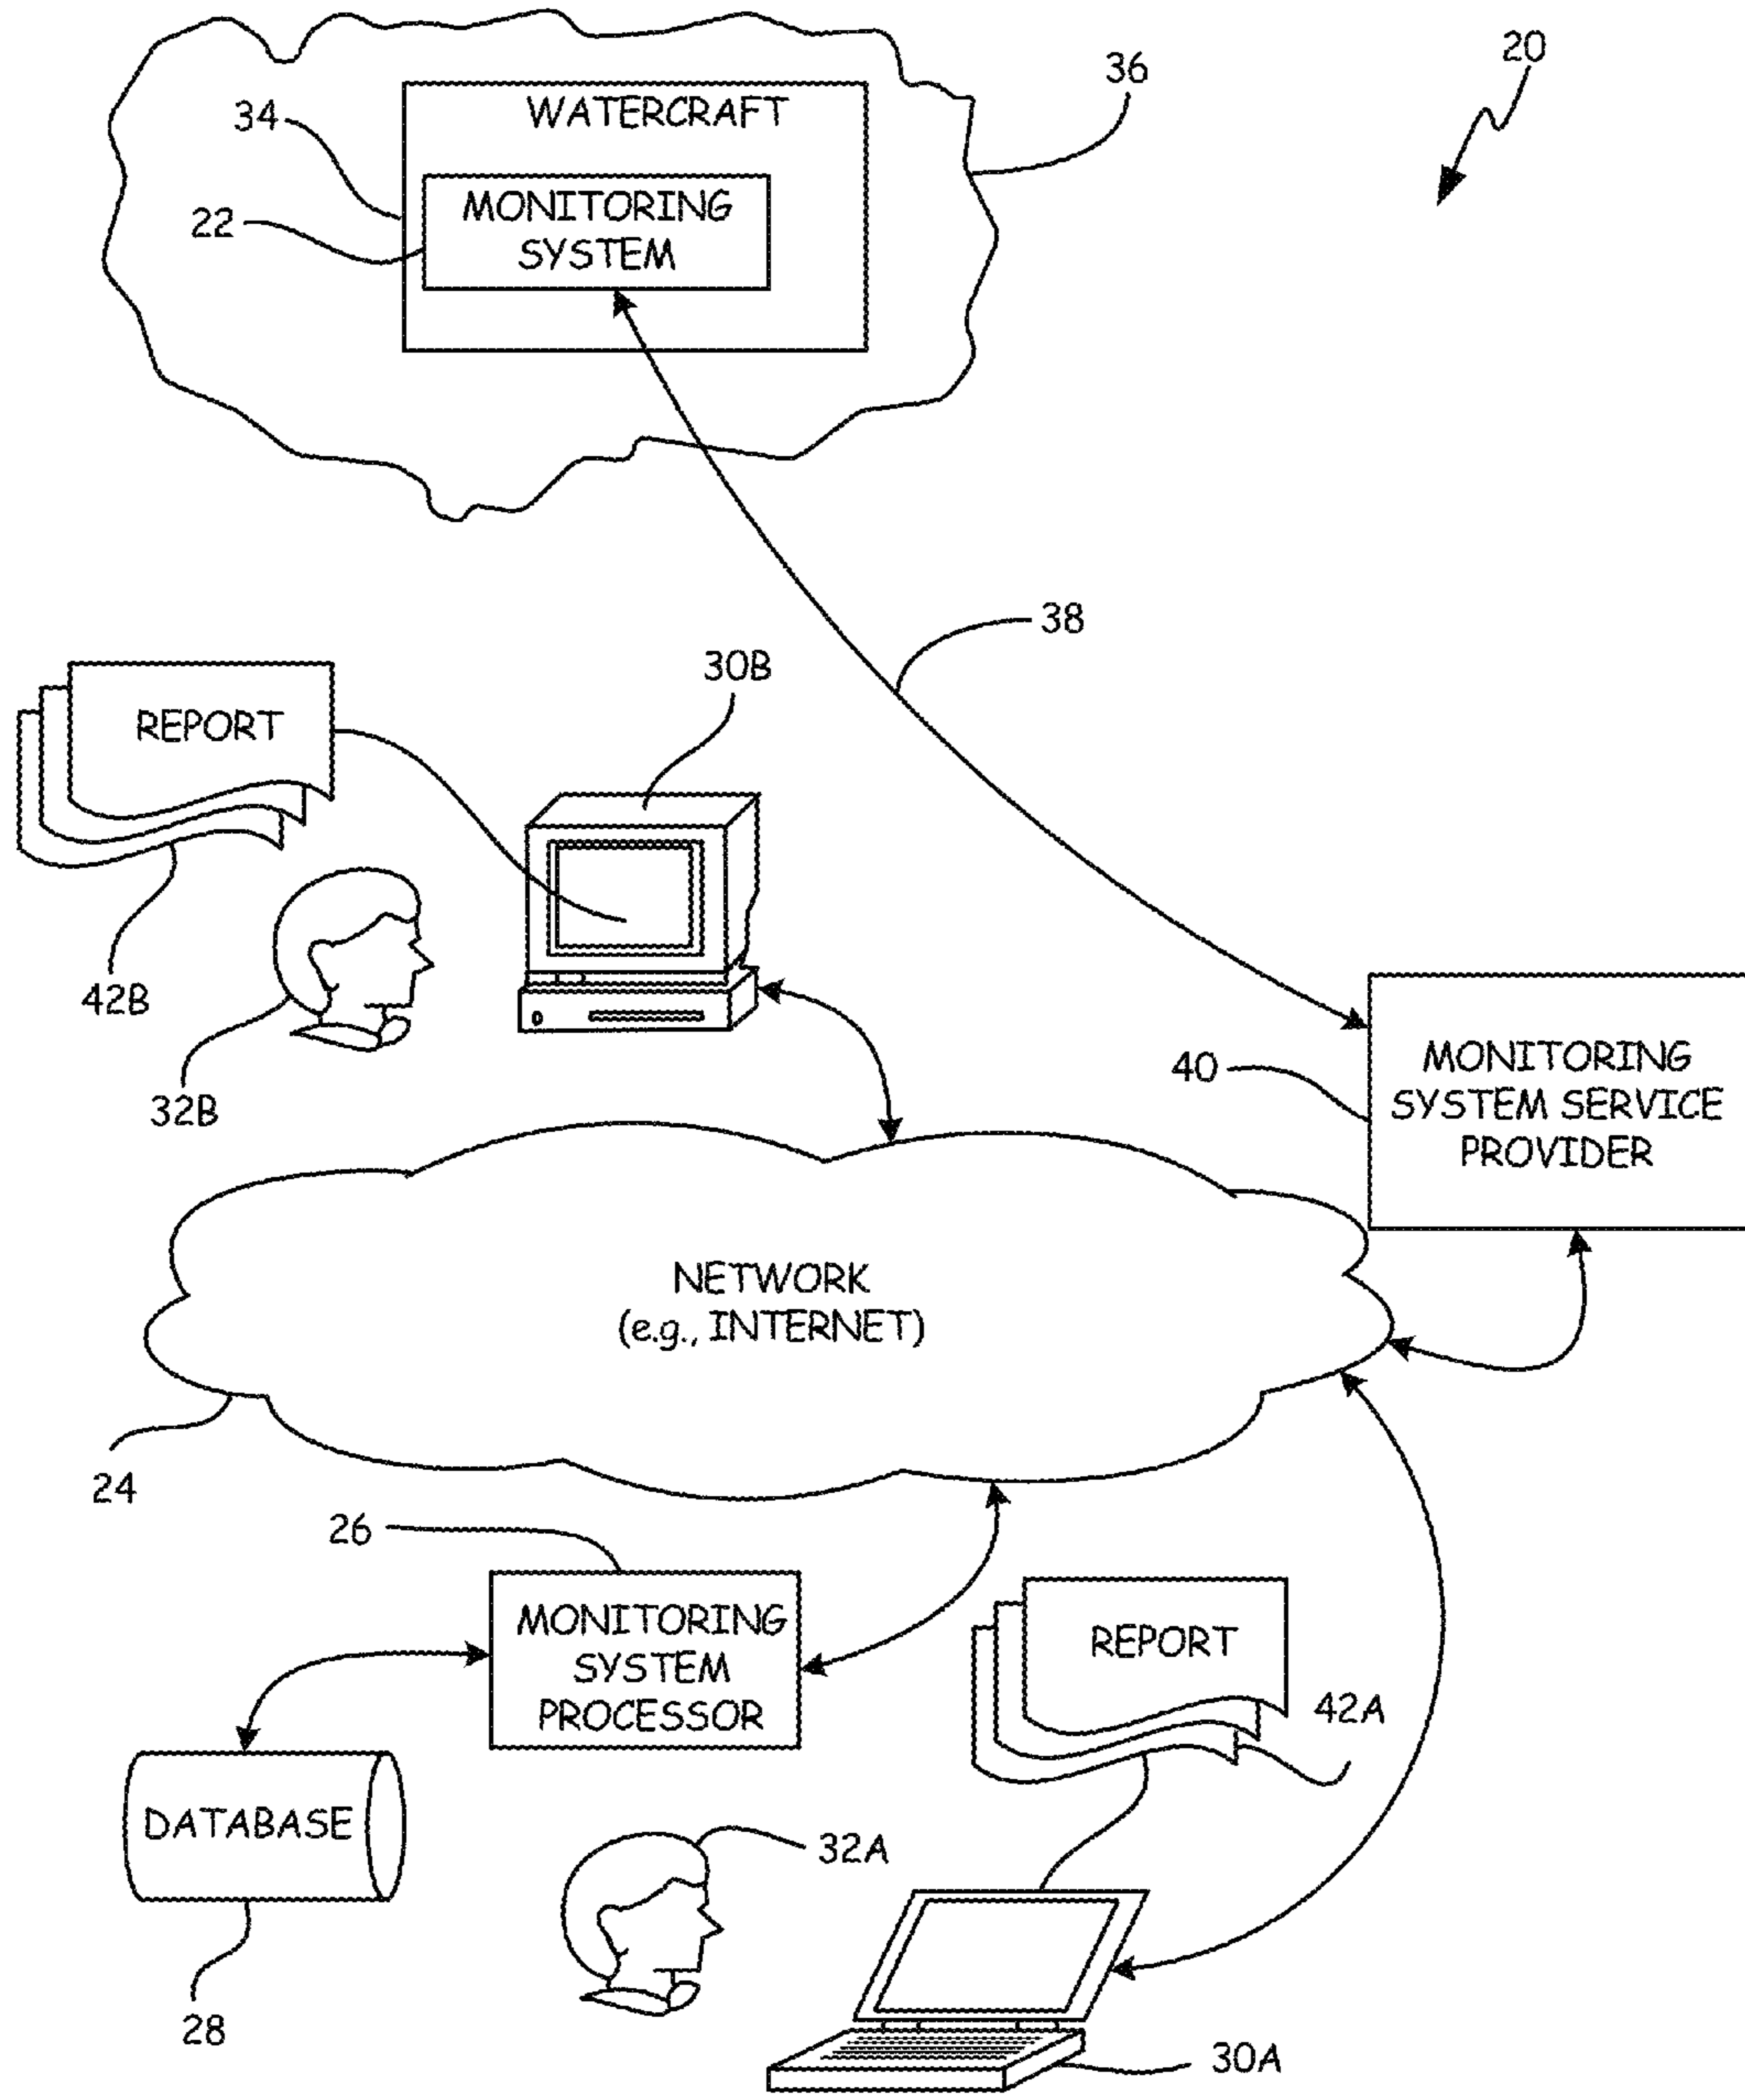 20
36
WATERCRAFT
34
MONITORING
SYSTEM
22
38
30B
REPORT
42B
32B
40
MONITORING
SYSTEM SERVICE
PROVIDER
NETWORK
(e.g., INTERNET)
24
26
MONITORING
SYSTEM
PROCESSOR
REPORT
42A
DATABASE
32A
28
30A